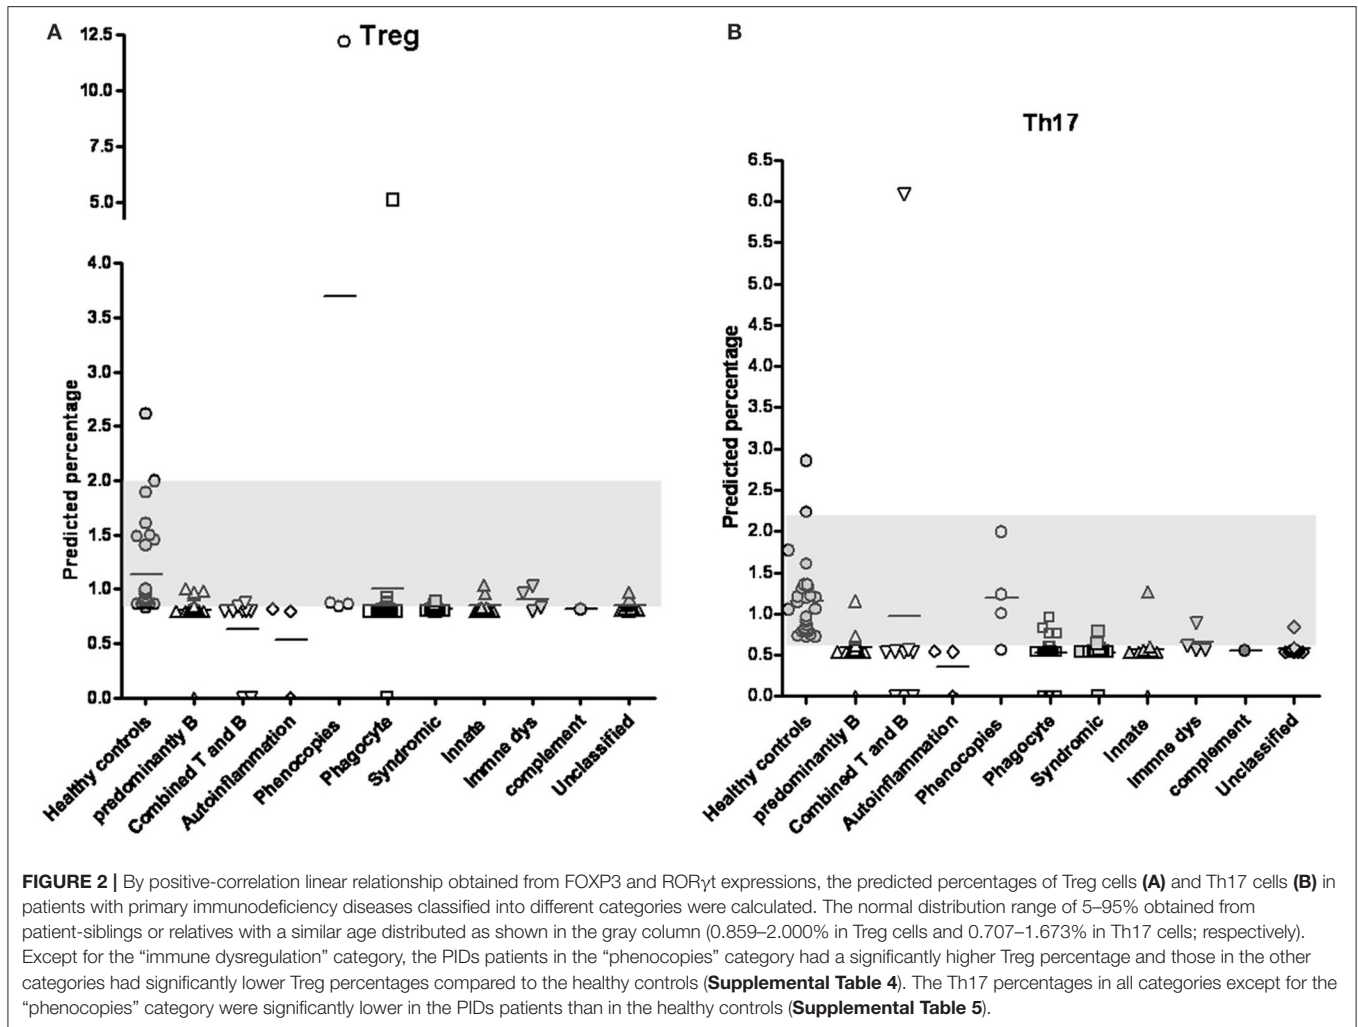 A
Treg
12.5
10.0
7.5
5.0
4.0
3.5
3.0
2.5
2.0
1.5
1.0
0.5
0.0
Predicted percentage
Healthy controls
predominantly B
Combined T and B
Autoinflammation
Phenocopies
Phagocyte
Syndromic
Innate
Immne dys
complement
Unclassified
B
Th17
6.5
6.0
5.5
5.0
4.5
4.0
3.5
3.0
2.5
2.0
1.5
1.0
0.5
0.0
Predicted percentage
Healthy controls
predominantly B
Combined T and B
Autoinflammation
Phenocopies
Phagocyte
Syndromic
Innate
Immne dys
complement
Unclassified
FIGURE 2 | By positive-correlation linear relationship obtained from FOXP3 and RORγt expressions, the predicted percentages of Treg cells (A) and Th17 cells (B) in
patients with primary immunodeficiency diseases classified into different categories were calculated. The normal distribution range of 5–95% obtained from
patient-siblings or relatives with a similar age distributed as shown in the gray column (0.859–2.000% in Treg cells and 0.707–1.673% in Th17 cells; respectively).
Except for the “immune dysregulation” category, the PIDs patients in the “phenocopies” category had a significantly higher Treg percentage and those in the other
categories had significantly lower Treg percentages compared to the healthy controls (Supplemental Table 4). The Th17 percentages in all categories except for the
“phenocopies” category were significantly lower in the PIDs patients than in the healthy controls (Supplemental Table 5).